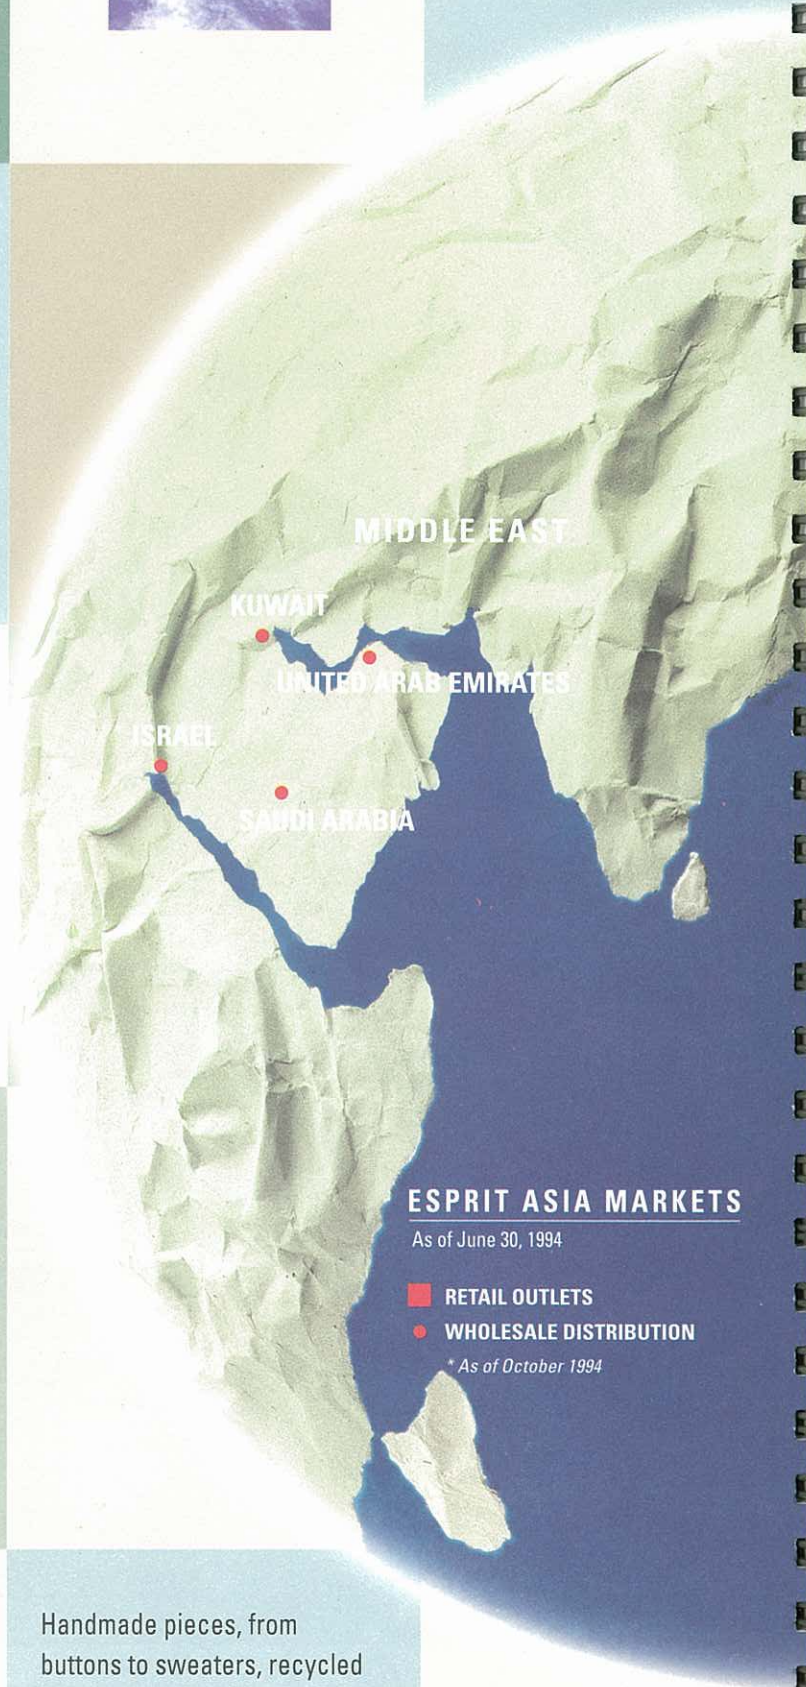 MIDDLE EAST
KUWAIT
UNITED ARAB EMIRATES
ISRAEL
SAUDI ARABIA
ESPRIT ASIA MARKETS
As of June 30, 1994
RETAIL OUTLETS
WHOLESALE DISTRIBUTION
* As of October 1994
Handmade pieces, from
buttons to sweaters, recycled